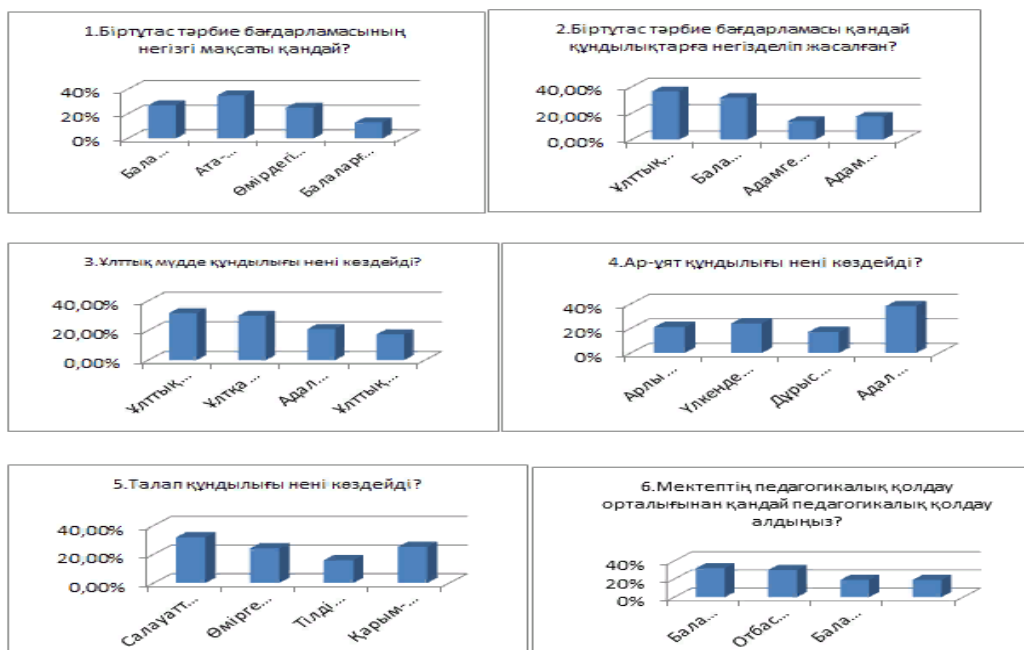 1.Біртұтас тәрбие бағдарламасының
негізгі мақсаты қандай?
40%
20%
0%
Бала...
Ата-...
Өмірдегі...
Балаларғ...
2.Біртұтас тәрбие бағдарламасы қандай
құндылықтарға негізделіп жасалған?
40,00%
20,00%
0,00%
Ұлттық...
Бала...
Адамге...
Адам...
3.Ұлттық мүдде құндылығы нені көздейді?
40,00%
20,00%
0,00%
Ұлттық...
Ұлтқа...
Адал...
Ұлттық...
4.Ар-ұят құндылығы нені көздейді?
40%
20%
0%
Арлы...
Үлкенде...
Дұрыс...
Адал...
5.Талап құндылығы нені көздейді?
40,00%
20,00%
0,00%
Салауатт...
Өмірге...
Тілді...
Қарым-...
6.Мектептің педагогикалық қолдау
орталығынан қандай педагогикалық қолдау
алдыңыз?
40%
20%
0%
Бала...
Отбас...
Бала...